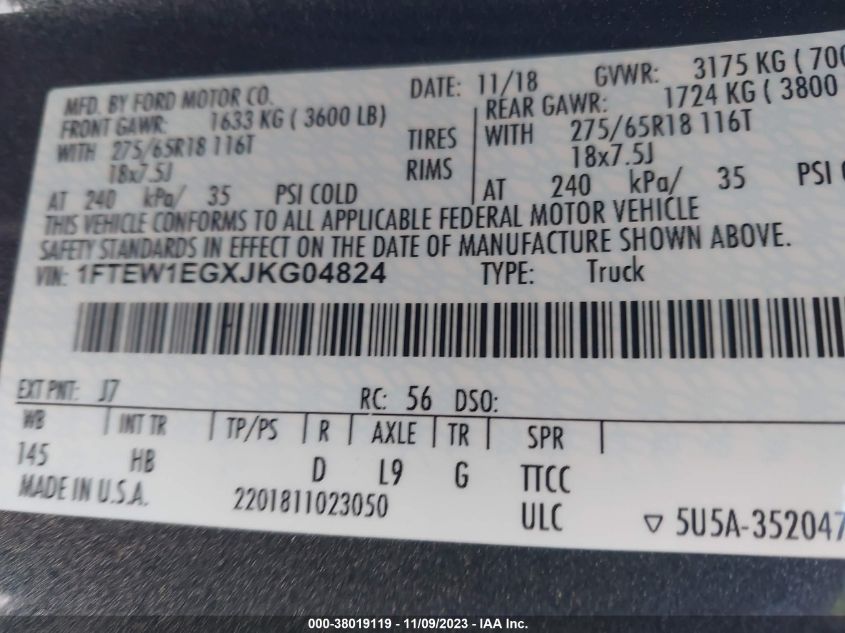 MFD. BY FORD MOTOR CO. DATE: 11/18 GVWR: 3175 KG ( 700
FRONT GAWR: 1633 KG ( 3600 LB) REAR GAWR: 1724 KG ( 3800
WITH 275/65R18 116T TIRES WITH 275/65R18 116T
18x7.5J RIMS 18x7.5J
AT 240 kPa/ 35 PSI COLD AT 240 kPa/ 35 PSI
THIS VEHICLE CONFORMS TO ALL APPLICABLE FEDERAL MOTOR VEHICLE
SAFETY STANDARDS IN EFFECT ON THE DATE OF MANUFACTURE SHOWN ABOVE.
VIN: 1FTEW1EGXJKG04824 TYPE: Truck
EXT PNT: J7 RC: 56 DSO:
WB INT TR TP/PS R AXLE TR SPR
145 HB D L9 G TTCC
MADE IN U.S.A. 2201811023050 ULC ▽ 5U5A-352047
000-38019119 - 11/09/2023 - IAA Inc.